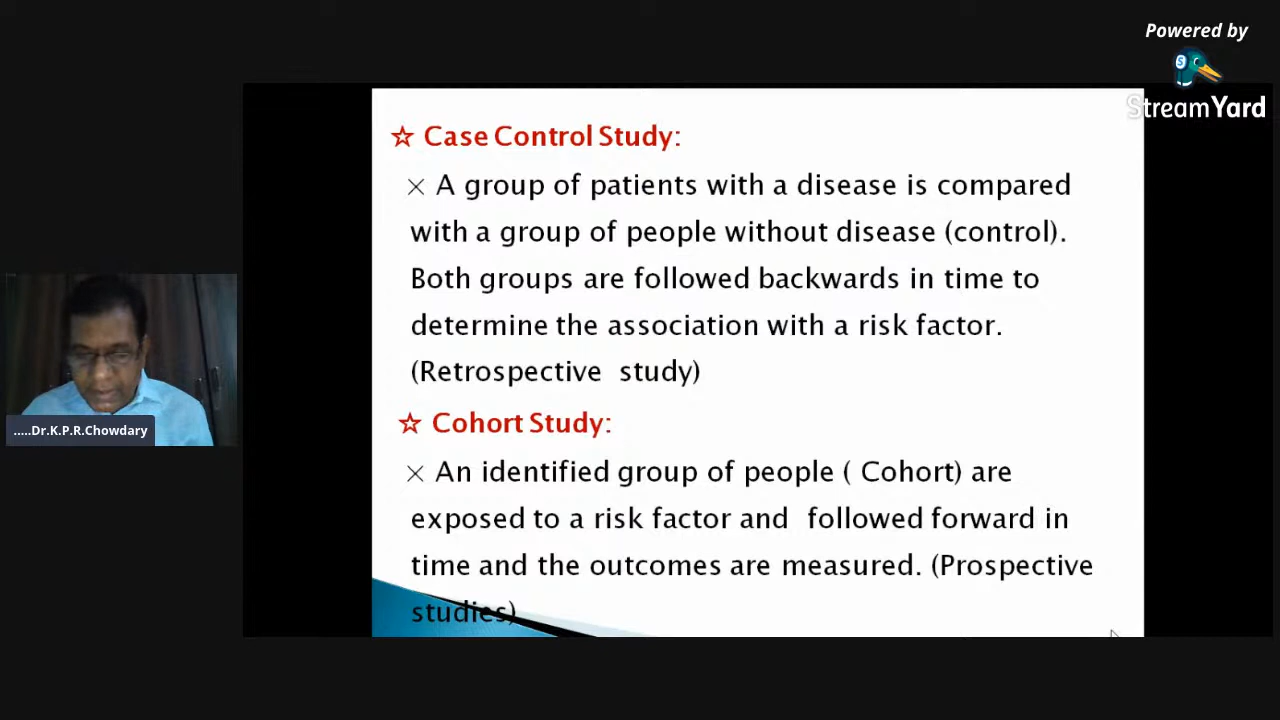 Powered by
StreamYard
☆ Case Control Study:
× A group of patients with a disease is compared
with a group of people without disease (control).
Both groups are followed backwards in time to
determine the association with a risk factor.
(Retrospective study)
☆ Cohort Study:
× An identified group of people ( Cohort) are
exposed to a risk factor and followed forward in
time and the outcomes are measured. (Prospective
studies)
.....Dr.K.P.R.Chowdary